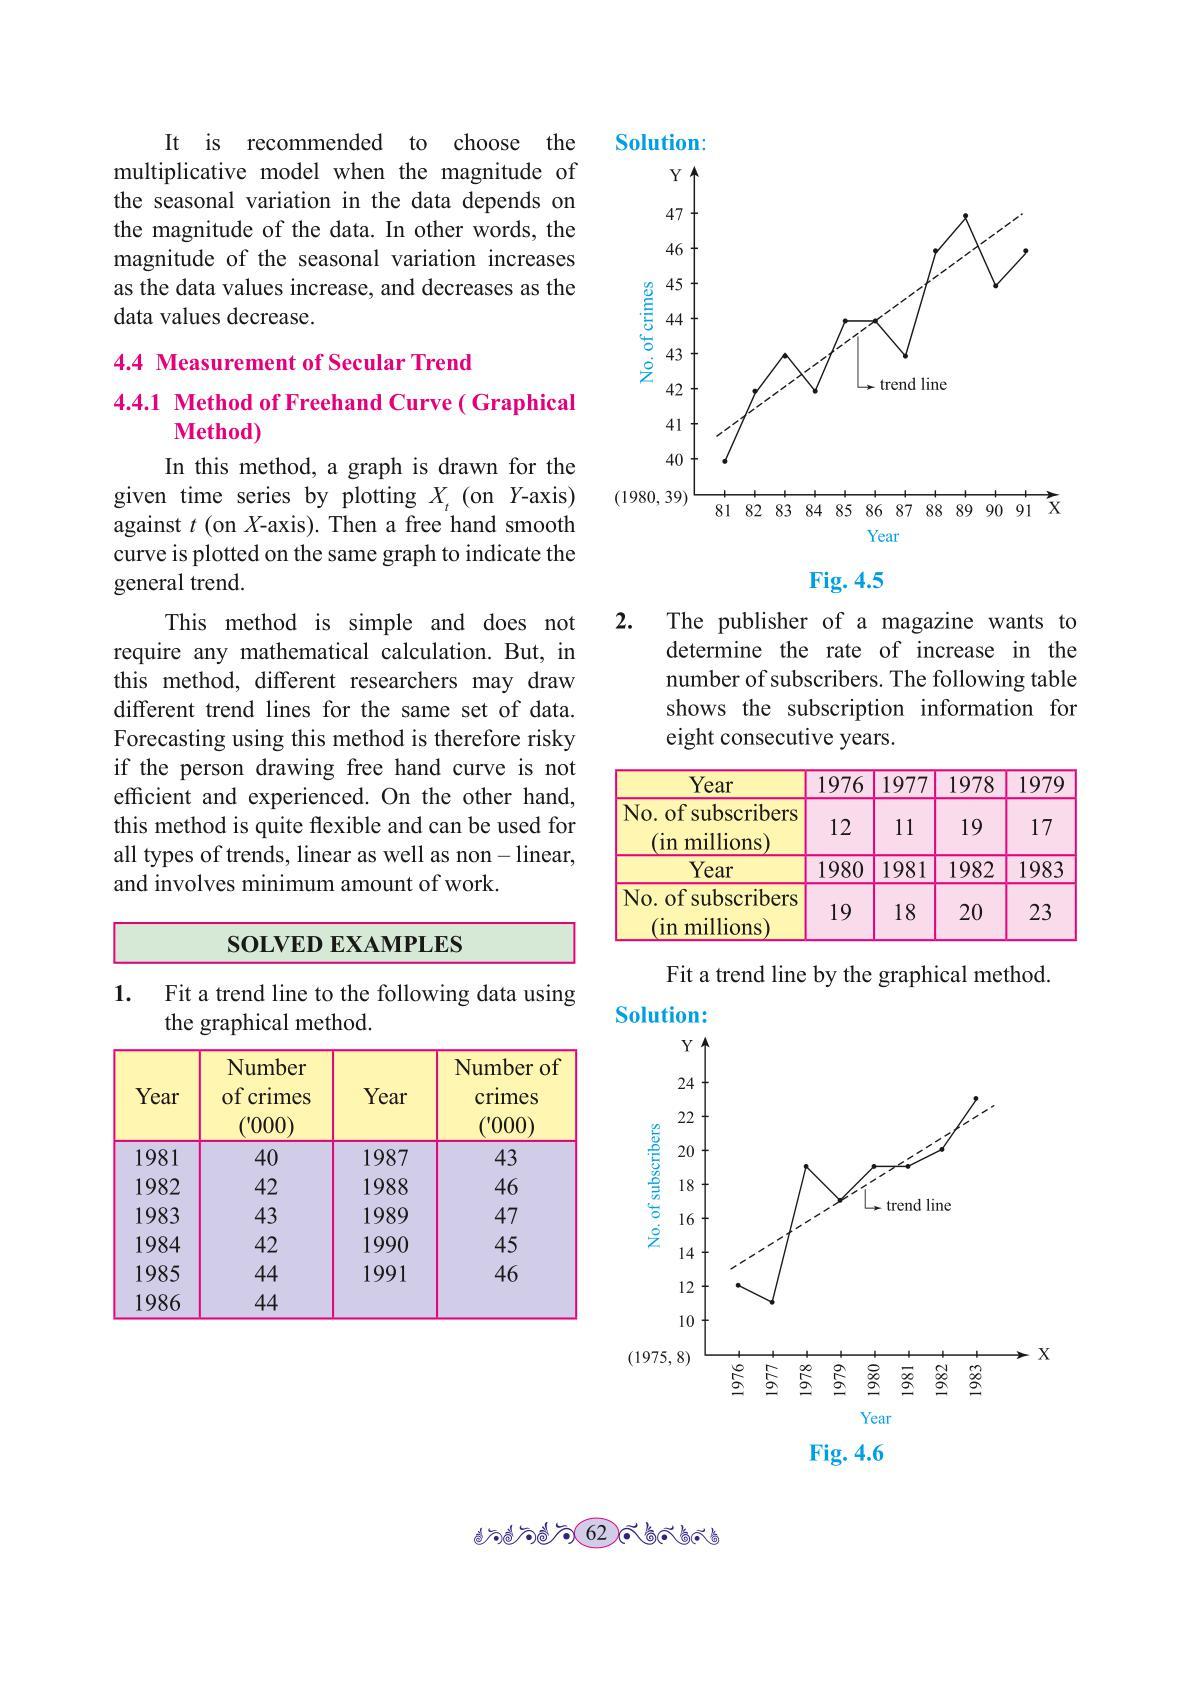 It is recommended to choose the
multiplicative model when the magnitude of
the seasonal variation in the data depends on
the magnitude of the data. In other words, the
magnitude of the seasonal variation increases
as the data values increase, and decreases as the
data values decrease.
4.4 Measurement of Secular Trend
4.4.1 Method of Freehand Curve ( Graphical
Method)
In this method, a graph is drawn for the
given time series by plotting Xt (on Y-axis)
against t (on X-axis). Then a free hand smooth
curve is plotted on the same graph to indicate the
general trend.
This method is simple and does not
require any mathematical calculation. But, in
this method, different researchers may draw
different trend lines for the same set of data.
Forecasting using this method is therefore risky
if the person drawing free hand curve is not
efficient and experienced. On the other hand,
this method is quite flexible and can be used for
all types of trends, linear as well as non – linear,
and involves minimum amount of work.
SOLVED EXAMPLES
1. Fit a trend line to the following data using
the graphical method.
Year Number of crimes ('000) Year Number of crimes ('000)
1981 40 1987 43
1982 42 1988 46
1983 43 1989 47
1984 42 1990 45
1985 44 1991 46
1986 44
Solution:
Y
47
46
45
44
43
42
41
40
No. of crimes
trend line
(1980, 39)
81 82 83 84 85 86 87 88 89 90 91 X
Year
Fig. 4.5
2. The publisher of a magazine wants to
determine the rate of increase in the
number of subscribers. The following table
shows the subscription information for
eight consecutive years.
Year 1976 1977 1978 1979
No. of subscribers (in millions) 12 11 19 17
Year 1980 1981 1982 1983
No. of subscribers (in millions) 19 18 20 23
Fit a trend line by the graphical method.
Solution:
Y
24
22
20
18
16
14
12
10
No. of subscribers
trend line
(1975, 8)
X
1976 1977 1978 1979 1980 1981 1982 1983
Year
Fig. 4.6
62